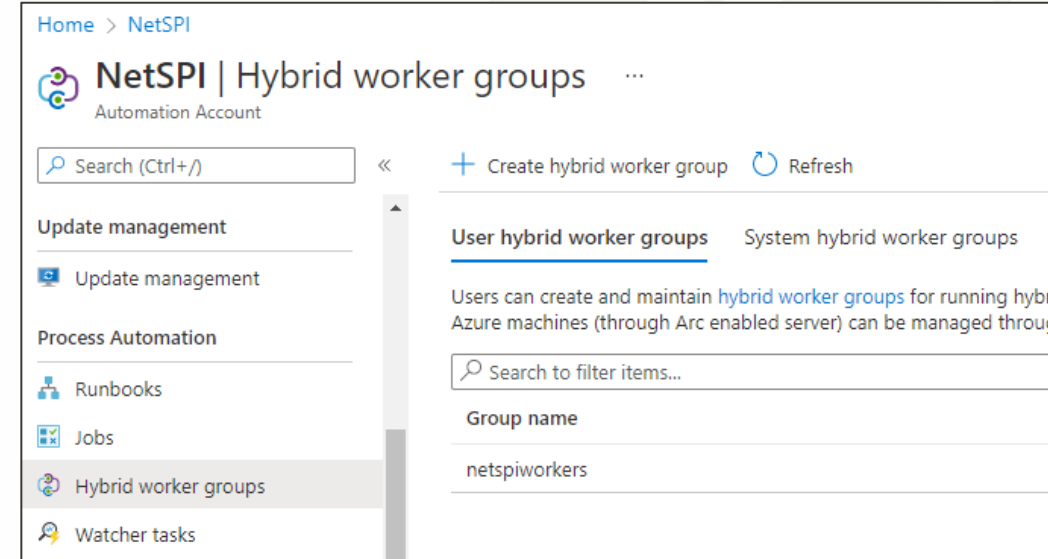 Home > NetSPI
NetSPI | Hybrid worker groups ...
Automation Account
Search (Ctrl+/)
«
Create hybrid worker group Refresh
Update management
Update management
Process Automation
Runbooks
Jobs
Hybrid worker groups
Watcher tasks
User hybrid worker groups System hybrid worker groups
Users can create and maintain hybrid worker groups for running
Azure machines (through Arc enabled server) can be managed
Search to filter items...
Group name
netspiworkers